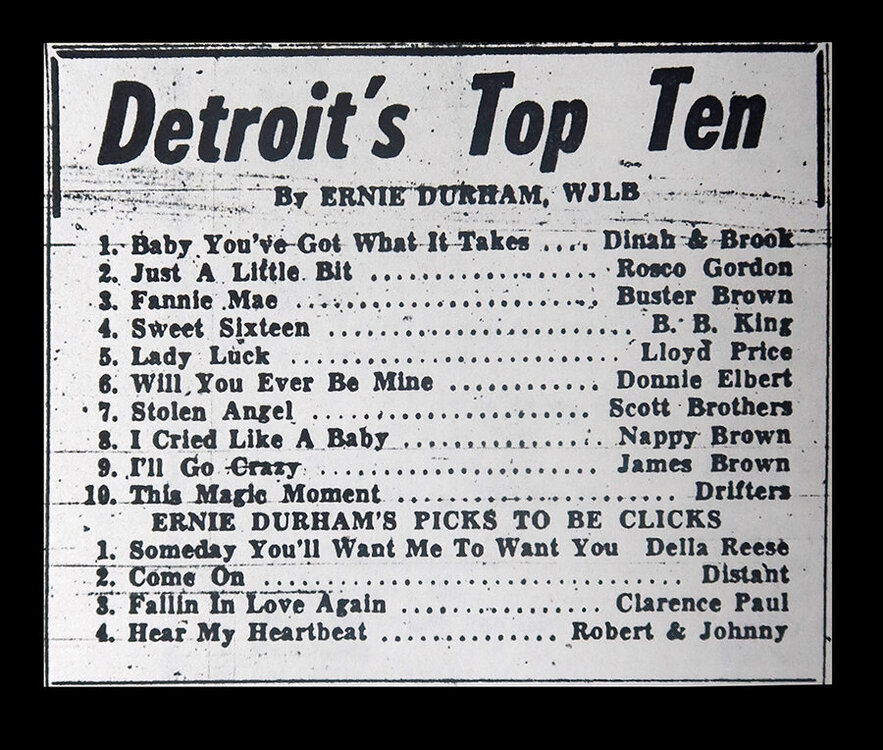 Detroit's Top Ten
By ERNIE DURHAM, WJLB
1. Baby You've Got What It Takes .... Dinah & Brook
2. Just A Little Bit .................... Rosco Gordon
3. Fannie Mae .......................... Buster Brown
4. Sweet Sixteen ........................... B. B. King
5. Lady Luck ............................. Lloyd Price
6. Will You Ever Be Mine ............ Donnie Elbert
7. Stolen Angel ........................ Scott Brothers
8. I Cried Like A Baby ................. Nappy Brown
9. I'll Go Crazy ........................ James Brown
10. This Magic Moment ...................... Drifters
ERNIE DURHAM'S PICKS TO BE CLICKS
1. Someday You'll Want Me To Want You Della Reese
2. Come On .................................... Distant
3. Fallin In Love Again ................. Clarence Paul
4. Hear My Heartbeat .............. Robert & Johnny